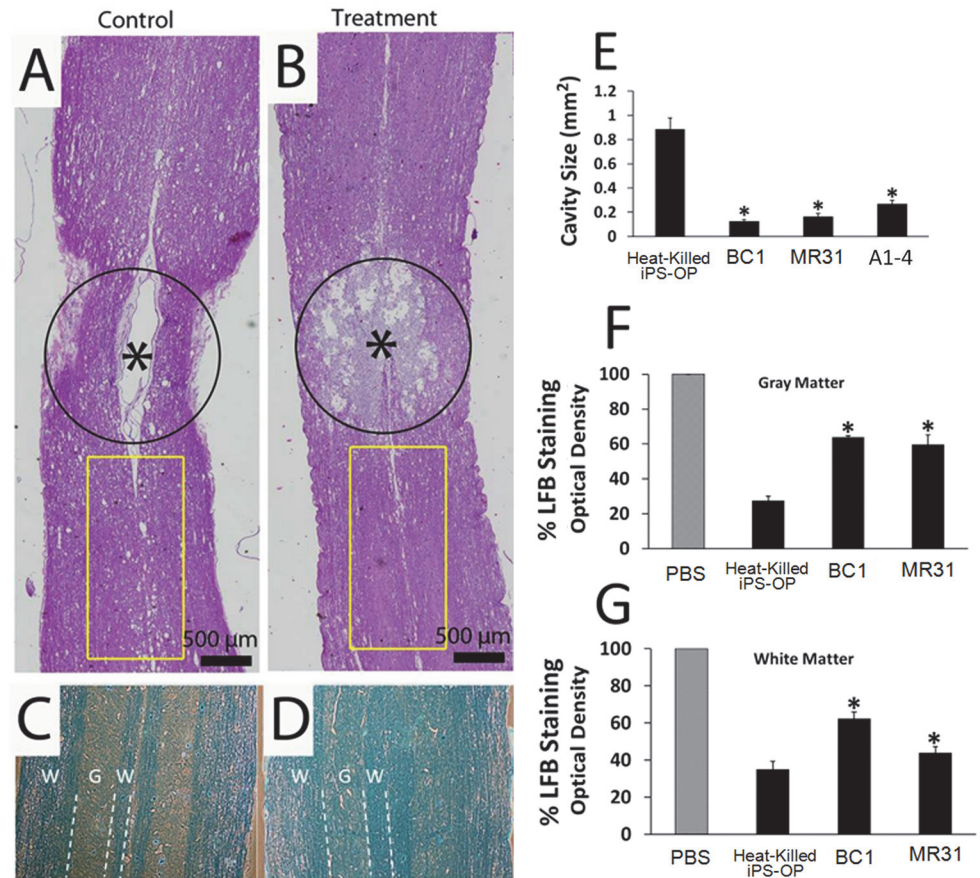 Control
Treatment
A
B
*
*
500 µm
500 µm
C
W
G
W
D
W
G
W
E
Cavity Size (mm²)
1.2
1
0.8
0.6
0.4
0.2
0
*
*
*
Heat-Killed
iPS-OP
BC1
MR31
A1-4
F
Gray Matter
% LFB Staining
Optical Density
100
80
60
40
20
0
*
*
PBS
Heat-Killed
iPS-OP
BC1
MR31
G
White Matter
% LFB Staining
Optical Density
100
80
60
40
20
0
*
*
PBS
Heat-Killed
iPS-OP
BC1
MR31